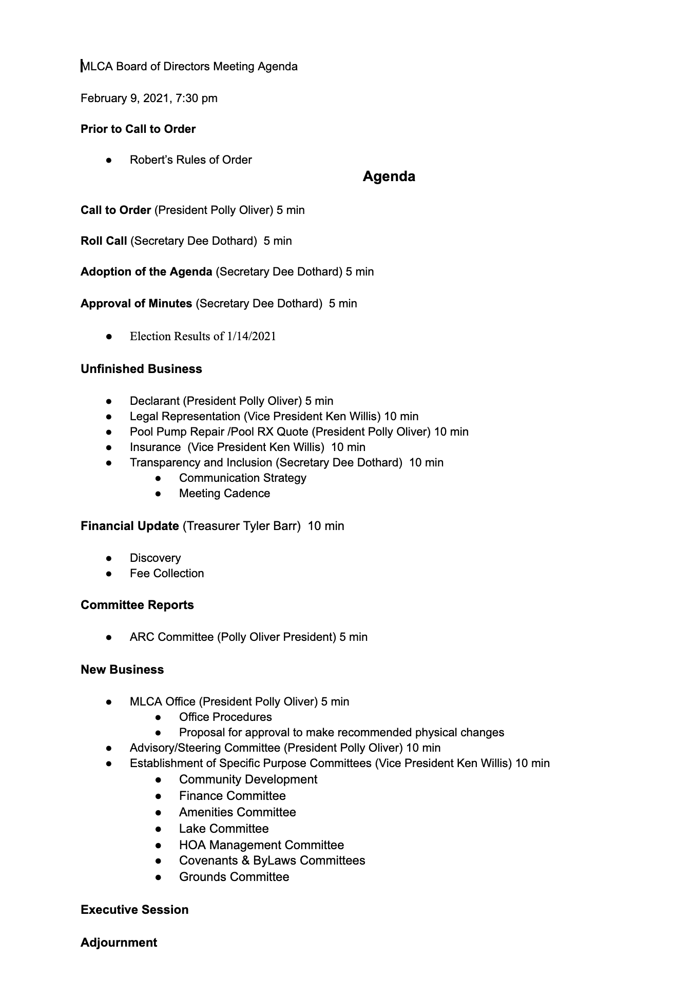 MLCA Board of Directors Meeting Agenda
February 9, 2021, 7:30 pm
Prior to Call to Order
● Robert’s Rules of Order
Agenda
Call to Order (President Polly Oliver) 5 min
Roll Call (Secretary Dee Dothard)  5 min
Adoption of the Agenda (Secretary Dee Dothard) 5 min
Approval of Minutes (Secretary Dee Dothard)  5 min
● Election Results of 1/14/2021
Unfinished Business
● Declarant (President Polly Oliver) 5 min
● Legal Representation (Vice President Ken Willis) 10 min
● Pool Pump Repair /Pool RX Quote (President Polly Oliver) 10 min
● Insurance  (Vice President Ken Willis)  10 min
● Transparency and Inclusion (Secretary Dee Dothard)  10 min
● Communication Strategy
● Meeting Cadence
Financial Update (Treasurer Tyler Barr)  10 min
● Discovery
● Fee Collection
Committee Reports
● ARC Committee (Polly Oliver President) 5 min
New Business
● MLCA Office (President Polly Oliver) 5 min
● Office Procedures
● Proposal for approval to make recommended physical changes
● Advisory/Steering Committee (President Polly Oliver) 10 min
● Establishment of Specific Purpose Committees (Vice President Ken Willis) 10 min
● Community Development
● Finance Committee
● Amenities Committee
● Lake Committee
● HOA Management Committee
● Covenants & ByLaws Committees
● Grounds Committee
Executive Session
Adjournment